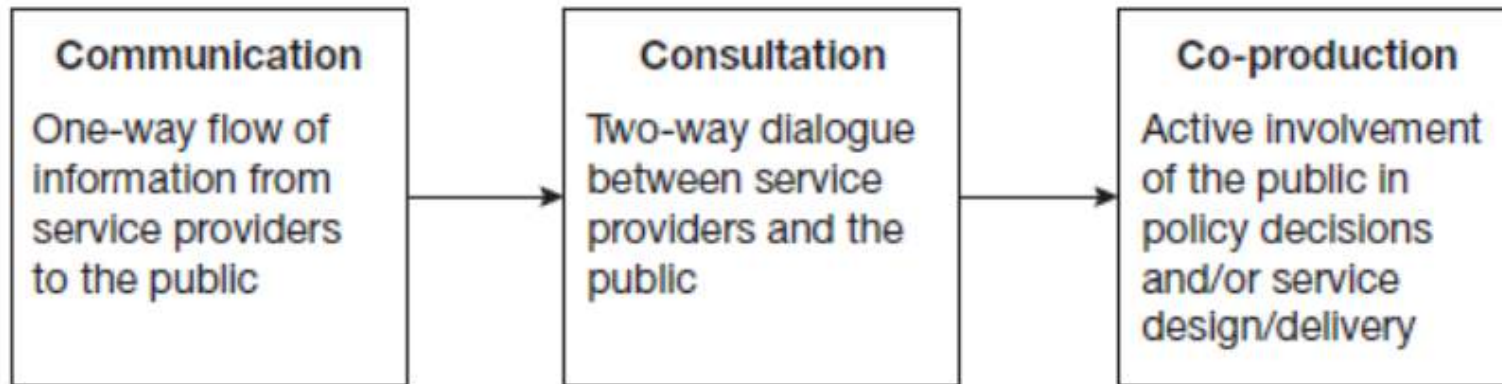 Communication
One-way flow of
information from
service providers
to the public
Consultation
Two-way dialogue
between service
providers and the
public
Co-production
Active involvement
of the public in
policy decisions
and/or service
design/delivery